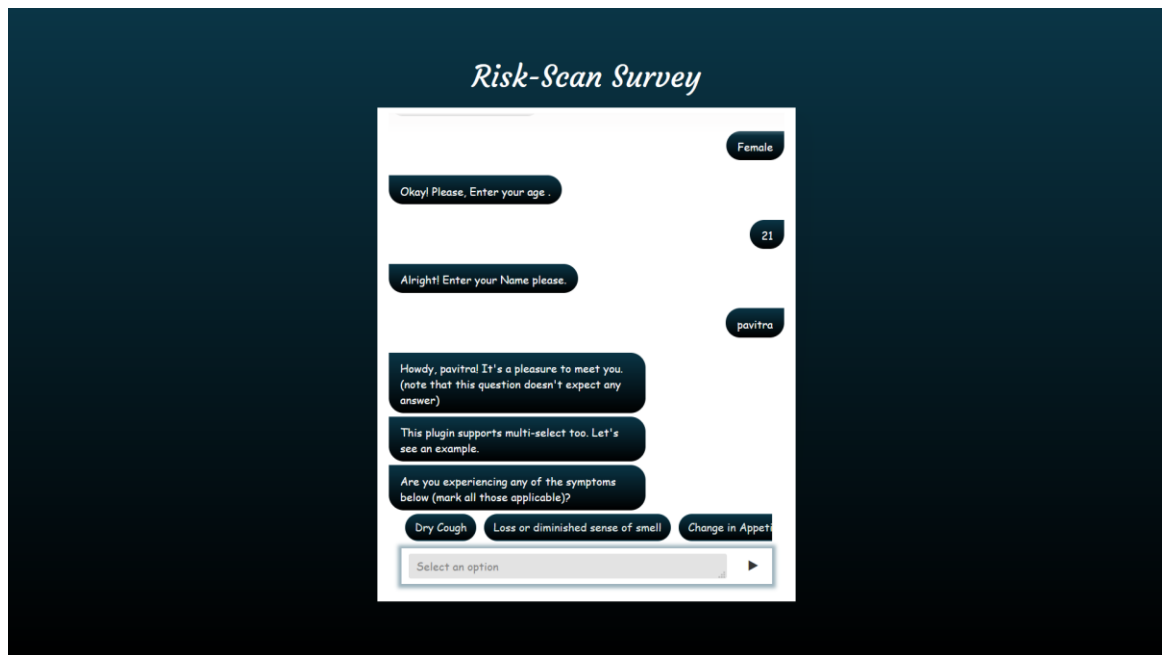 Risk-Scan Survey
Female
Okay! Please, Enter your age .
21
Alright! Enter your Name please.
pavitra
Howdy, pavitra! It's a pleasure to meet you.
(note that this question doesn't expect any
answer)
This plugin supports multi-select too. Let's
see an example.
Are you experiencing any of the symptoms
below (mark all those applicable)?
Dry Cough Loss or diminished sense of smell Change in Appeti
Select an option